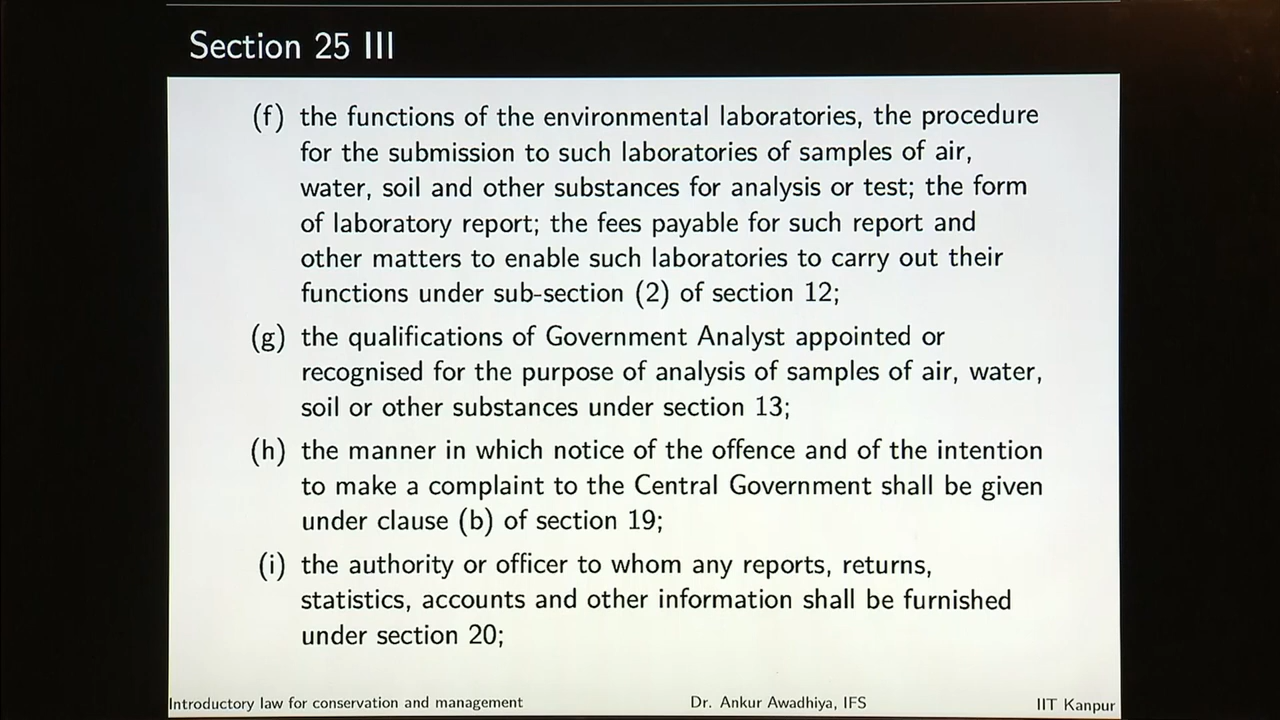 Section 25 III
(f) the functions of the environmental laboratories, the procedure
for the submission to such laboratories of samples of air,
water, soil and other substances for analysis or test; the form
of laboratory report; the fees payable for such report and
other matters to enable such laboratories to carry out their
functions under sub-section (2) of section 12;
(g) the qualifications of Government Analyst appointed or
recognised for the purpose of analysis of samples of air, water,
soil or other substances under section 13;
(h) the manner in which notice of the offence and of the intention
to make a complaint to the Central Government shall be given
under clause (b) of section 19;
(i) the authority or officer to whom any reports, returns,
statistics, accounts and other information shall be furnished
under section 20;
Introductory law for conservation and management Dr. Ankur Awadhiya, IFS IIT Kanpur